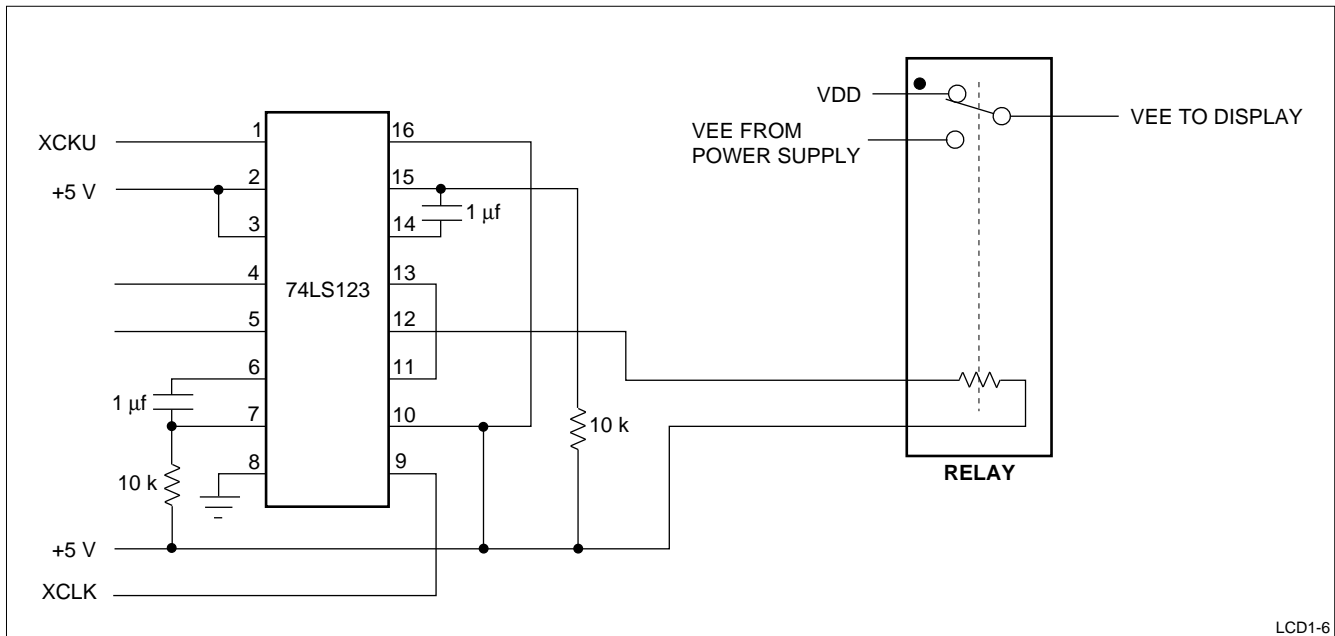 XCKU
+5 V
1
2
3
4
5
6
7
8
74LS123
16
15
14
13
12
11
10
9
1 µf
1 µf
10 k
10 k
+5 V
XCLK
VDD
VEE FROM
POWER SUPPLY
VEE TO DISPLAY
RELAY
LCD1-6